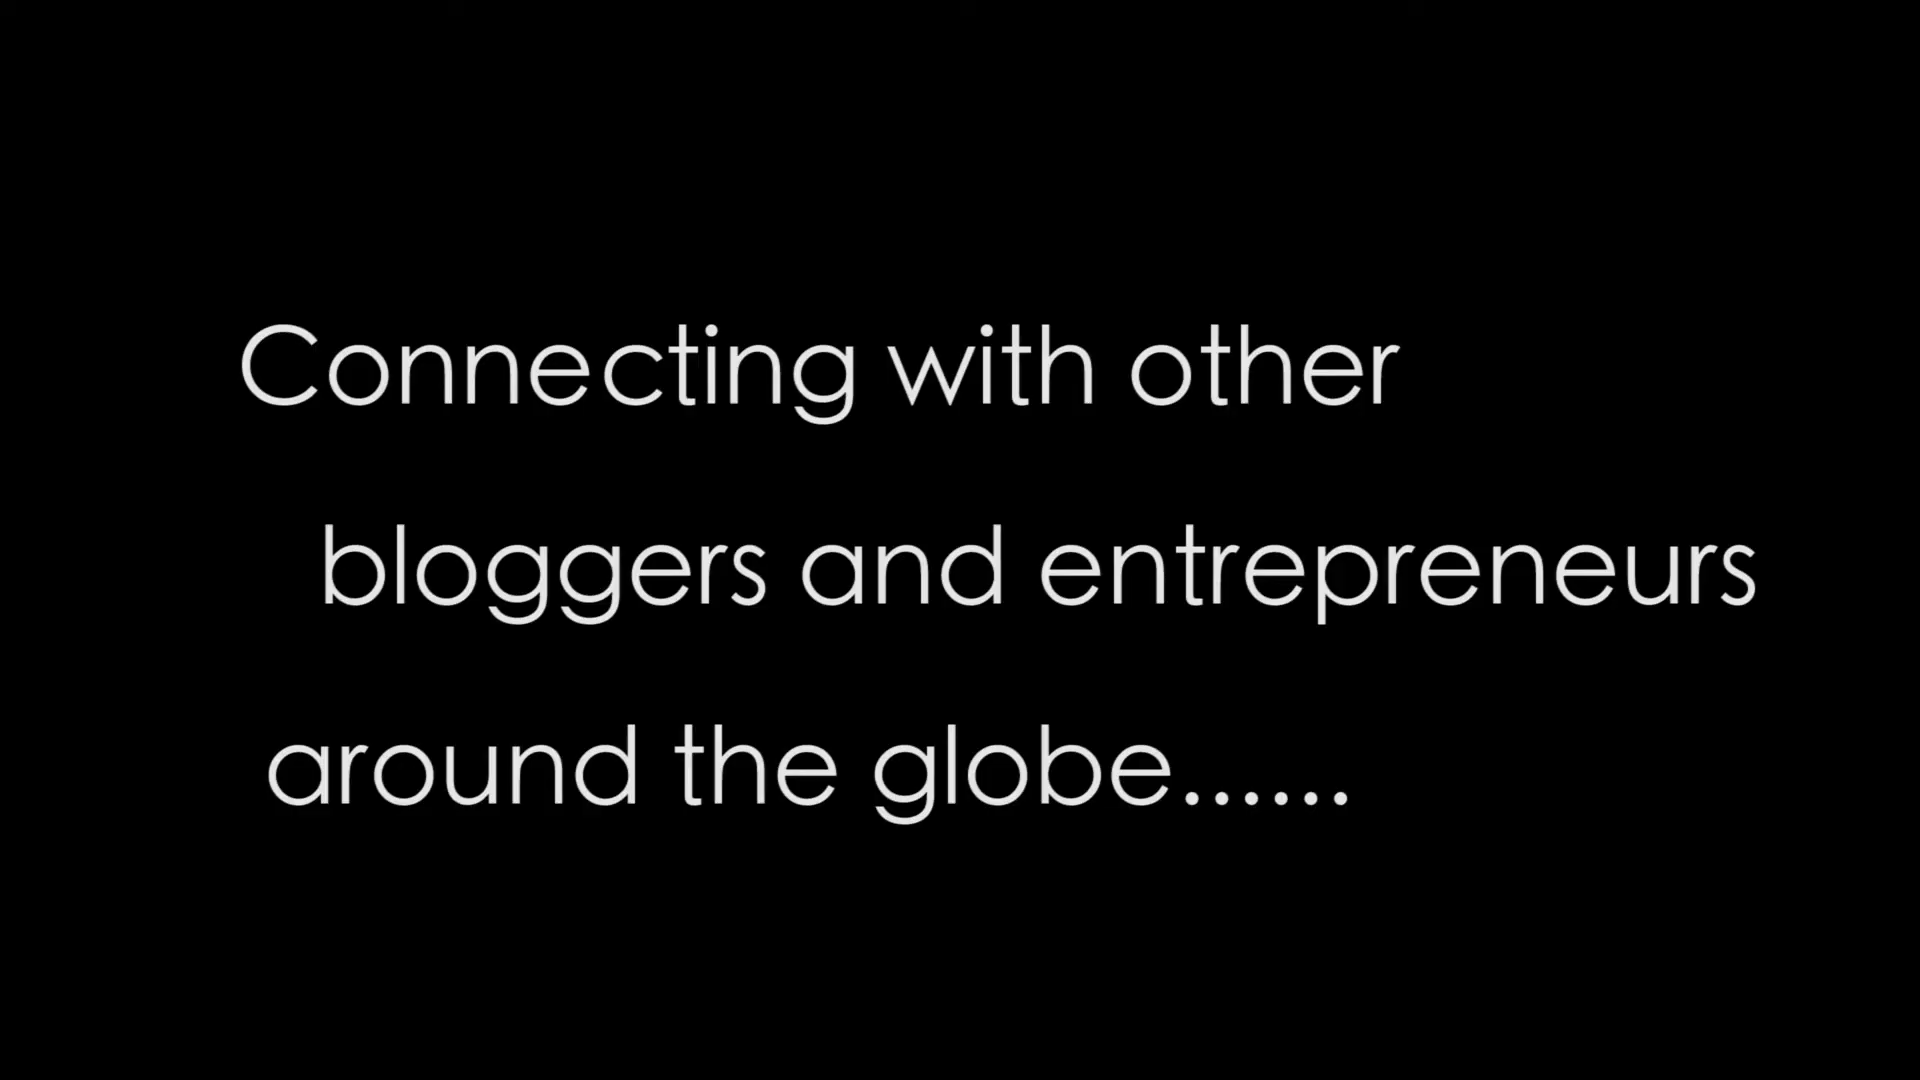 Connecting with other
bloggers and entrepreneurs
around the globe......